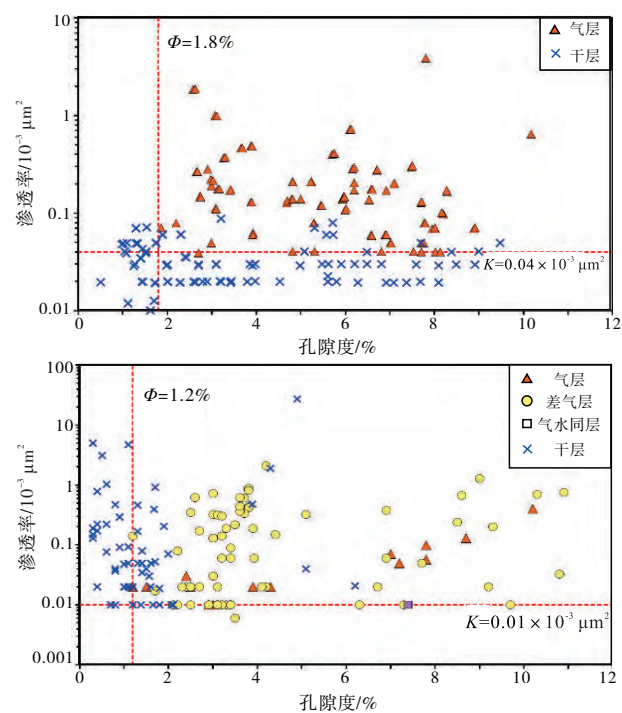 10
1
0.1
0.01
渗透率/10⁻³ μm²
Φ=1.8%
气层
干层
K=0.04×10⁻³ μm²
0 2 4 6 8 10 12
孔隙度/%
100
10
1
0.1
0.01
0.001
渗透率/10⁻³ μm²
Φ=1.2%
气层
差气层
气水同层
干层
K=0.01×10⁻³ μm²
0 2 4 6 8 10 12
孔隙度/%